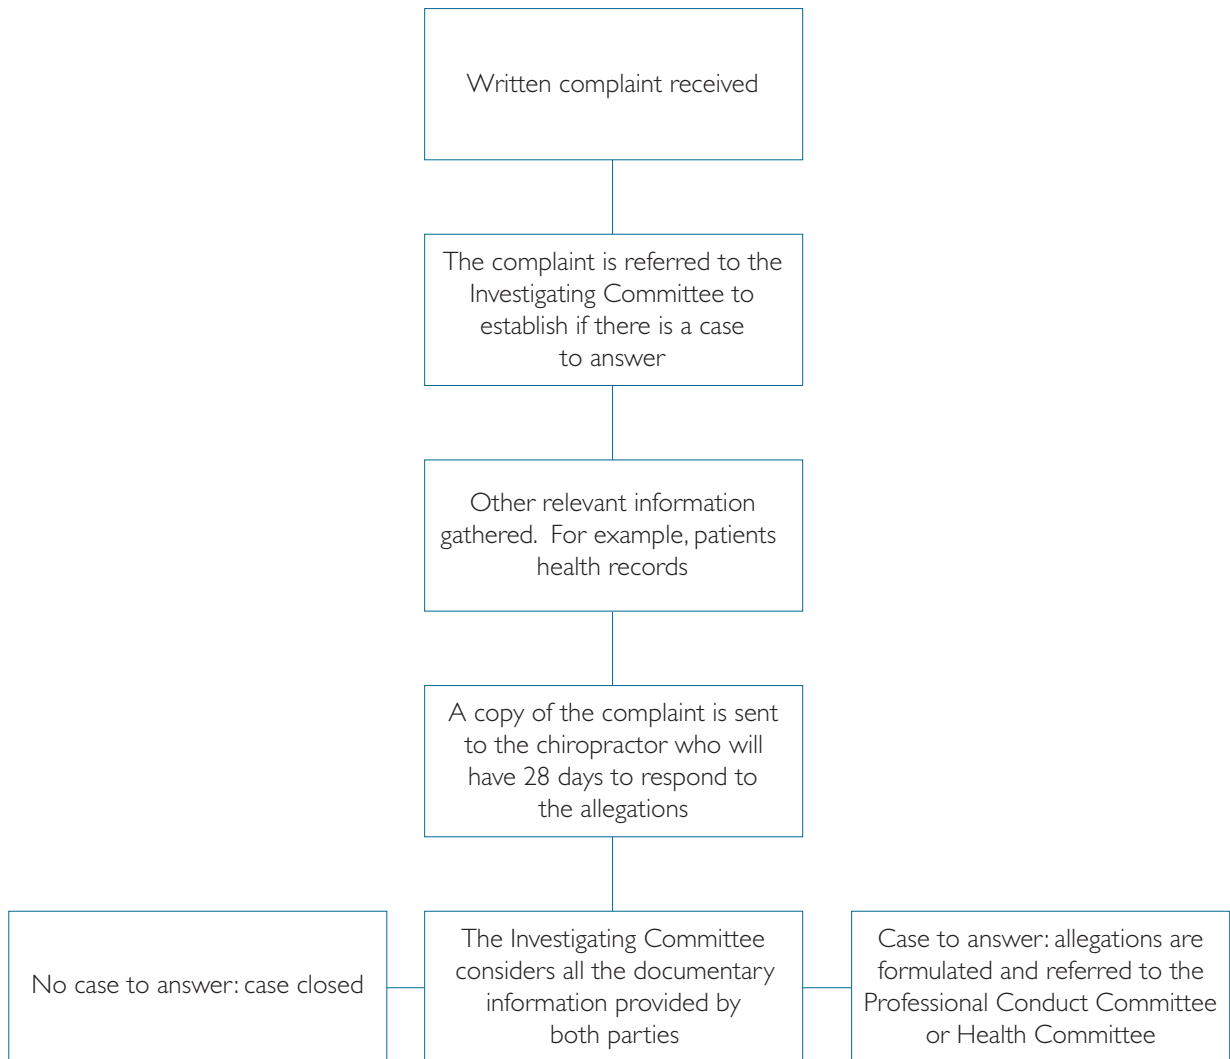 Written complaint received
The complaint is referred to the
Investigating Committee to
establish if there is a case
to answer
Other relevant information
gathered.  For example, patients
health records
A copy of the complaint is sent
to the chiropractor who will
have 28 days to respond to
the allegations
No case to answer: case closed
The Investigating Committee
considers all the documentary
information provided by
both parties
Case to answer: allegations are
formulated and referred to the
Professional Conduct Committee
or Health Committee